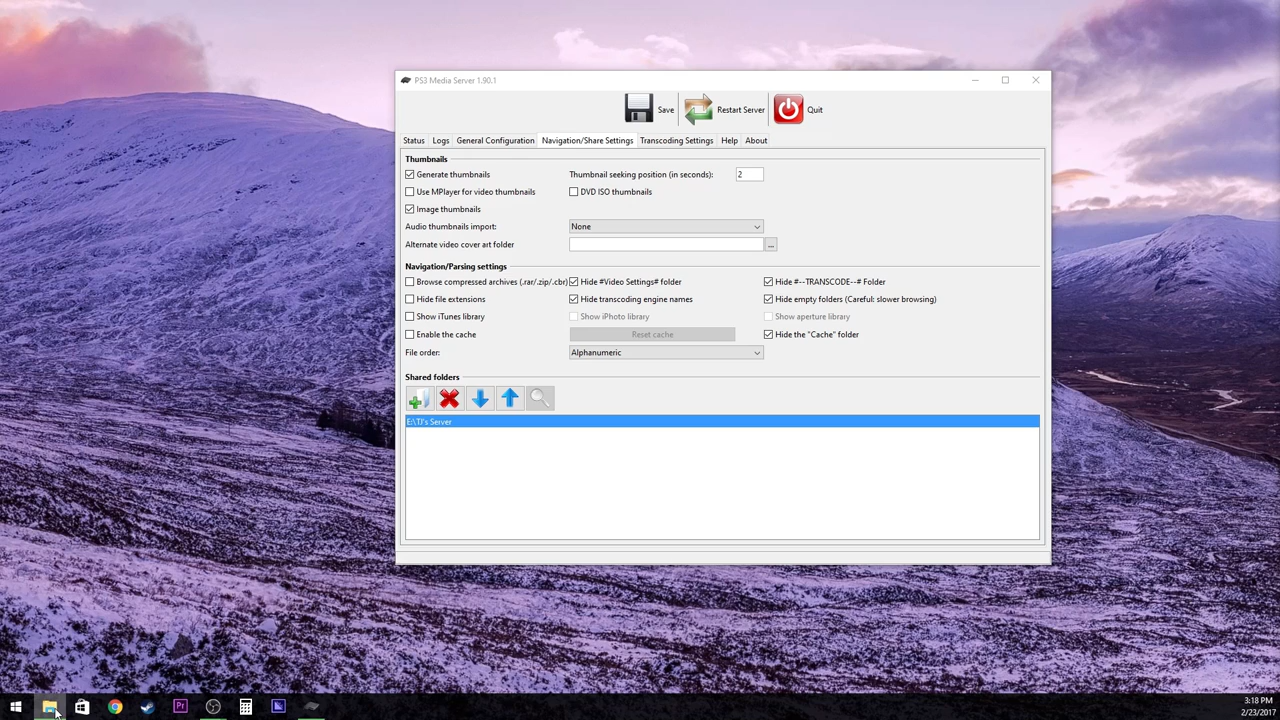 PS3 Media Server 1.90.1
Save Restart Server Quit
Status Logs General Configuration Navigation/Share Settings Transcoding Settings Help About
Thumbnails
Generate thumbnails Thumbnail seeking position (in seconds): 2
Use MPlayer for video thumbnails DVD ISO thumbnails
Image thumbnails
Audio thumbnails import: None
Alternate video cover art folder ...
Navigation/Parsing settings
Browse compressed archives (.rar/.zip/.cbr) Hide #Video Settings# folder Hide #--TRANSCODE--# Folder
Hide file extensions Hide transcoding engine names Hide empty folders (Careful: slower browsing)
Show iTunes library Show iPhoto library Show aperture library
Enable the cache Reset cache Hide the "Cache" folder
File order: Alphanumeric
Shared folders
E:\TJ's Server
Pr
3:18 PM
2/23/2017